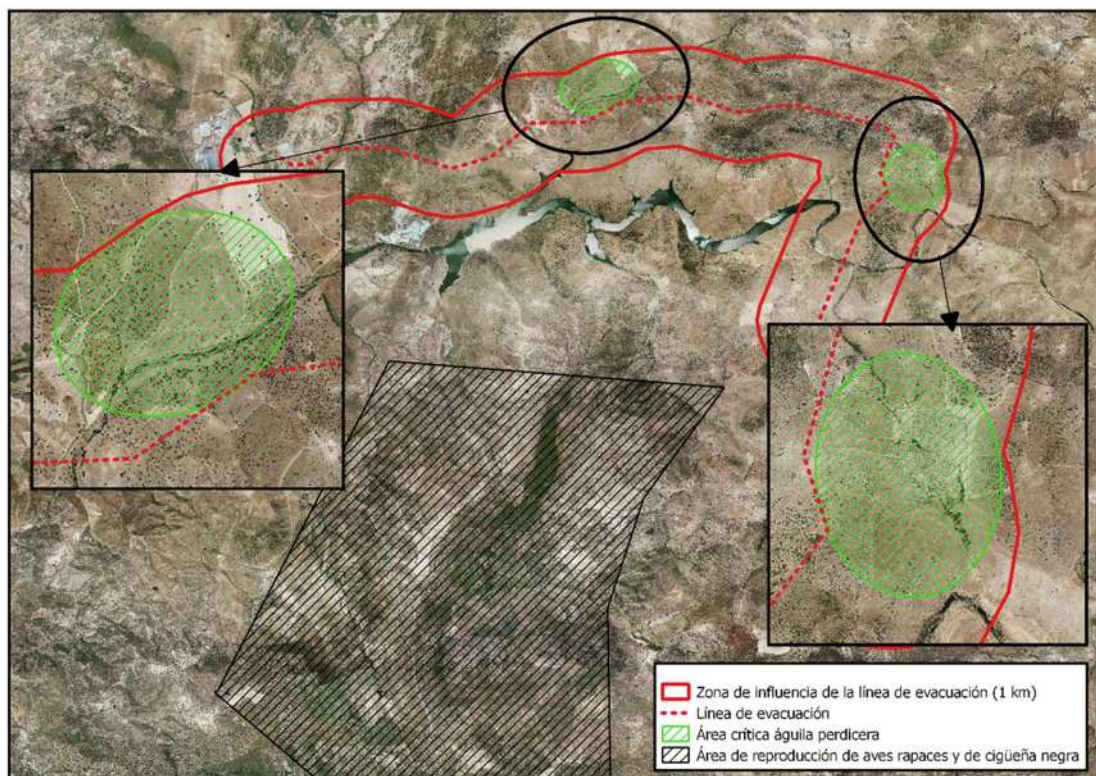 Zona de influencia de la línea de evacuación (1 km)
Línea de evacuación
Área crítica águila perdicera
Área de reproducción de aves rapaces y de cigüeña negra